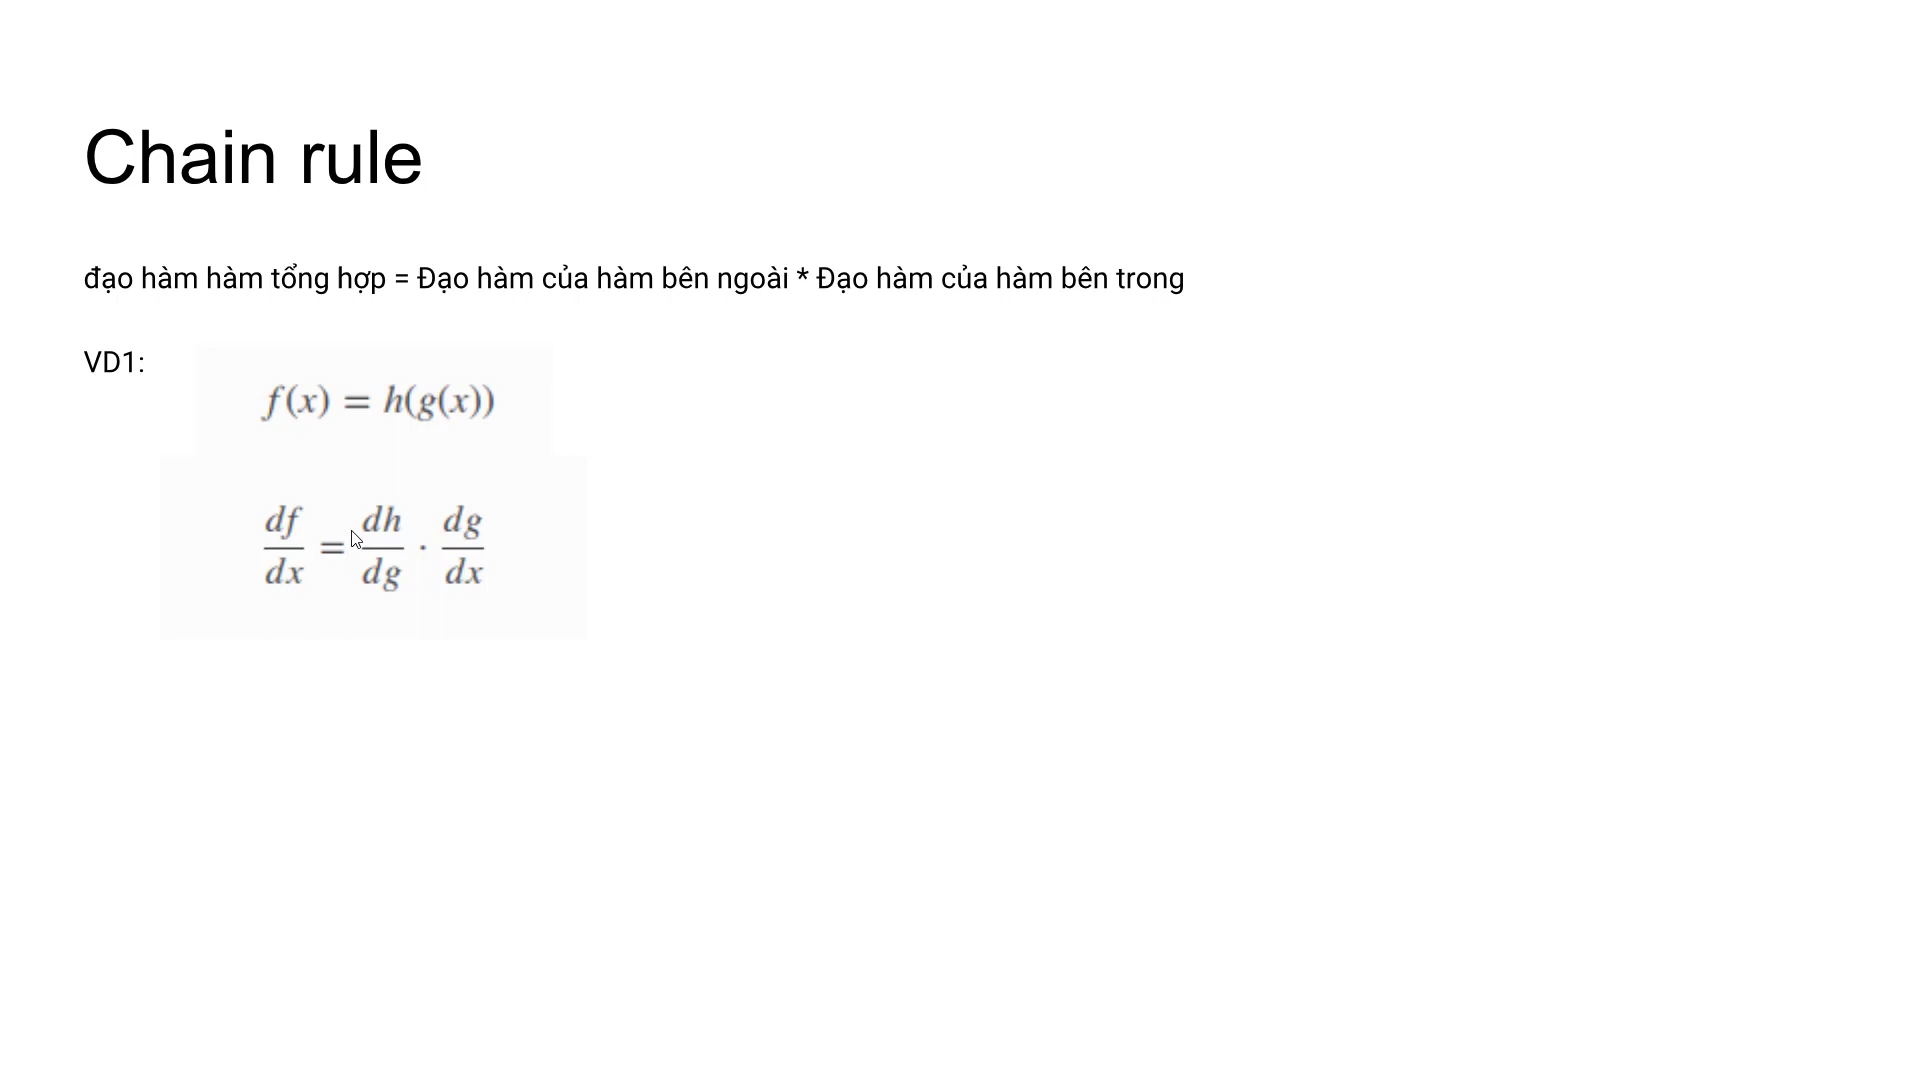 Chain rule
đạo hàm hàm tổng hợp = Đạo hàm của hàm bên ngoài * Đạo hàm của hàm bên trong
VD1:
f(x) = h(g(x))
df/dx = dh/dg · dg/dx